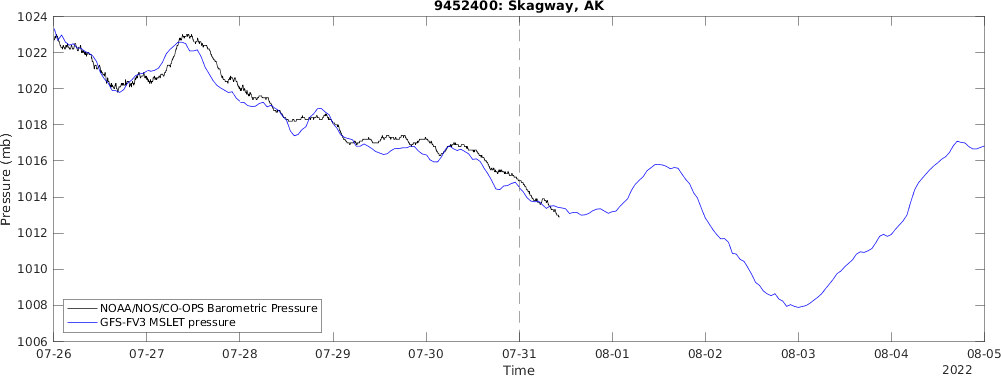 9452400: Skagway, AK
Pressure (mb)
1024
1022
1020
1018
1016
1014
1012
1010
1008
1006
NOAA/NOS/CO-OPS Barometric Pressure
GFS-FV3 MSLET pressure
07-26 07-27 07-28 07-29 07-30 07-31 08-01 08-02 08-03 08-04 08-05
Time
2022